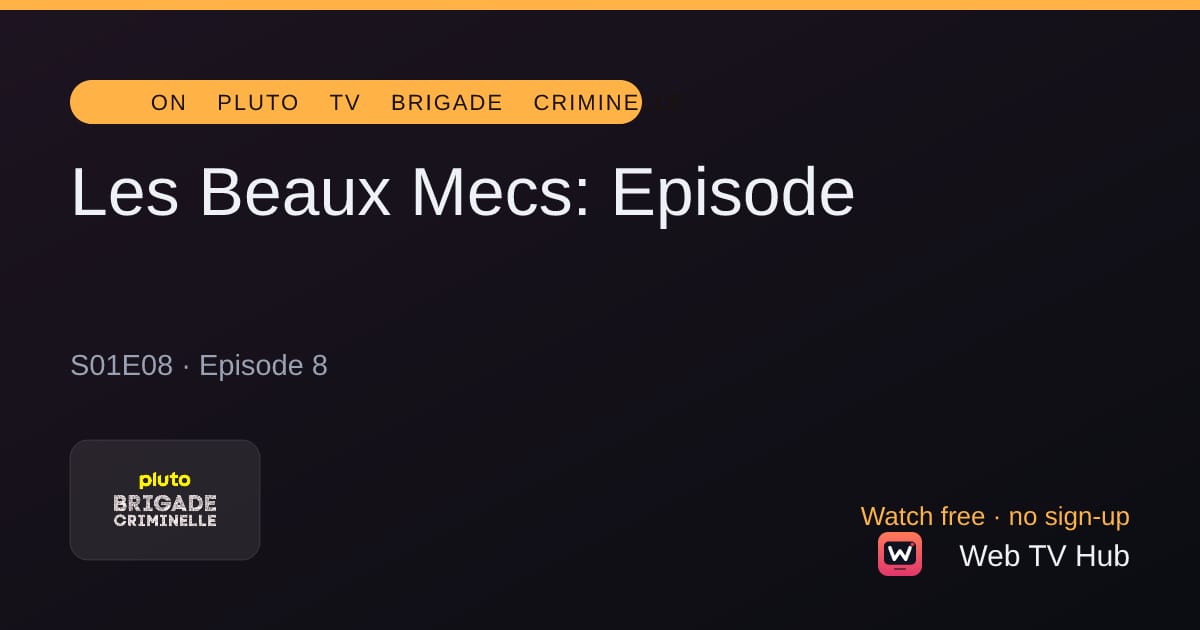 ON PLUTO TV BRIGADE CRIMINE
Les Beaux Mecs: Episode
S01E08 · Episode 8
pluto
BRIGADE
CRIMINELLE
Watch free · no sign-up
W
Web TV Hub